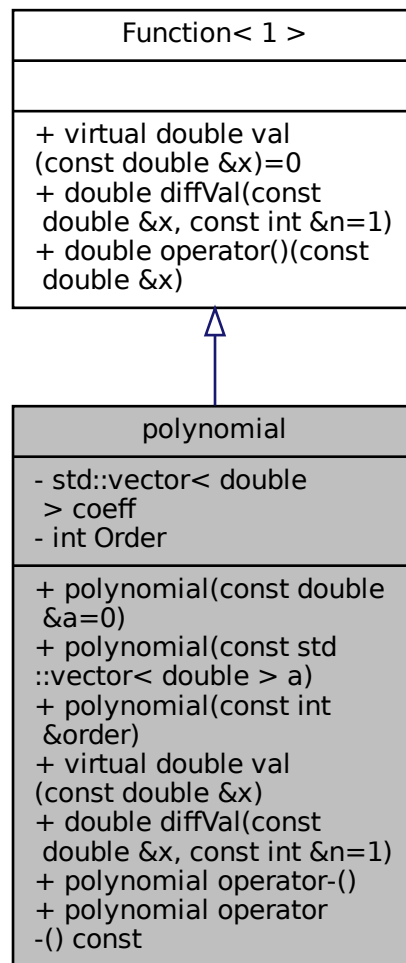 Function< 1 >
+ virtual double val
(const double &x)=0
+ double diffVal(const
double &x, const int &n=1)
+ double operator()(const
double &x)
polynomial
- std::vector< double
> coeff
- int Order
+ polynomial(const double
&a=0)
+ polynomial(const std
::vector< double > a)
+ polynomial(const int
&order)
+ virtual double val
(const double &x)
+ double diffVal(const
double &x, const int &n=1)
+ polynomial operator-()
+ polynomial operator
-() const